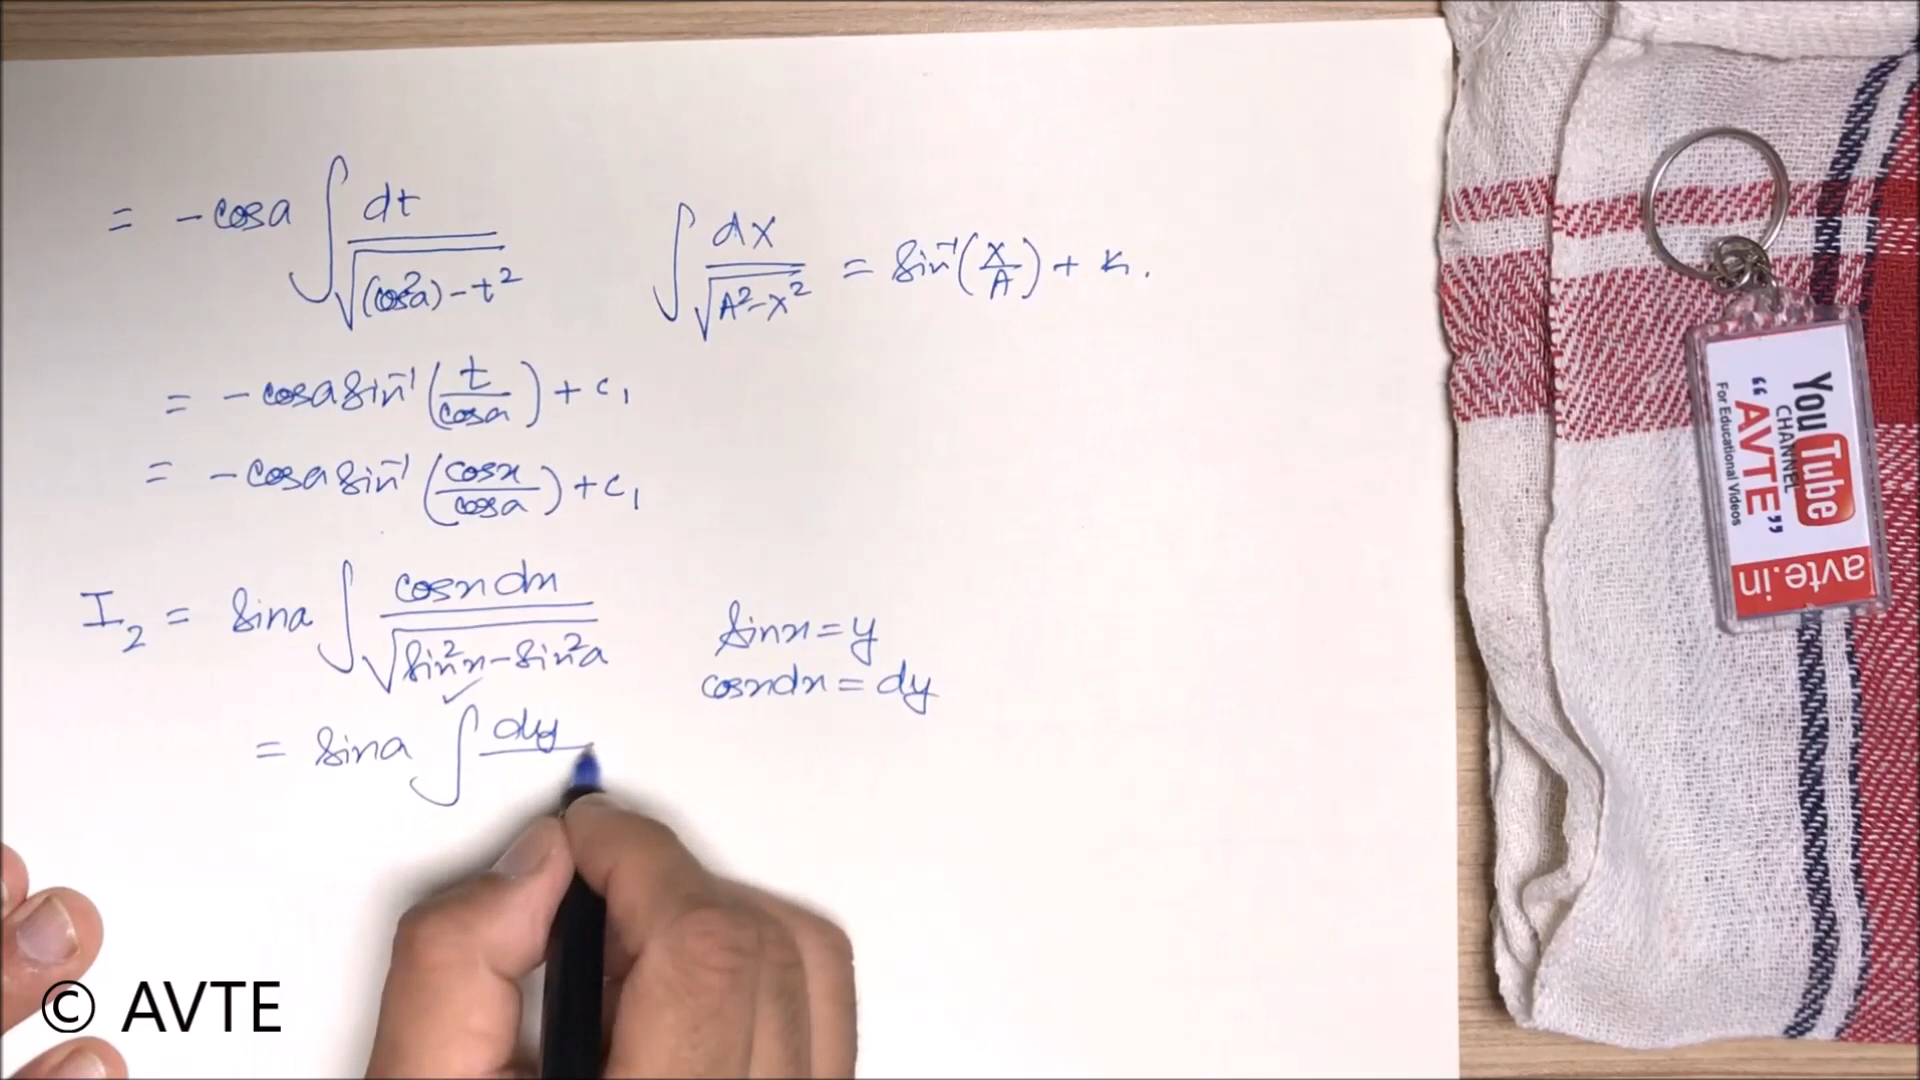 = -cosa ∫ dt / √((cos²a) - t²)
∫ dx / √(A² - x²) = sin⁻¹(x/A) + k.
= -cosa sin⁻¹(t/cosa) + c₁
= -cosa sin⁻¹(cosx/cosa) + c₁
I₂ = sina ∫ cosx dx / √(sin²x - sin²a)
sinx = y
cosx dx = dy
= sina ∫ dy
YouTube
CHANNEL
“AVTE”
For Educational Videos
avte.in
© AVTE